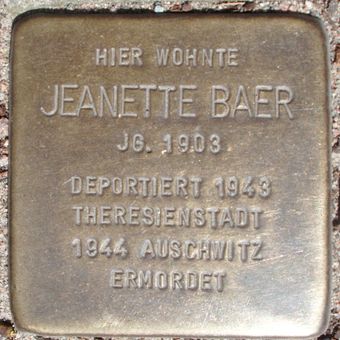 HIER WOHNTE
JEANETTE BAER
JG. 1903
DEPORTIERT 1943
THERESIENSTADT
1944 AUSCHWITZ
ERMORDET